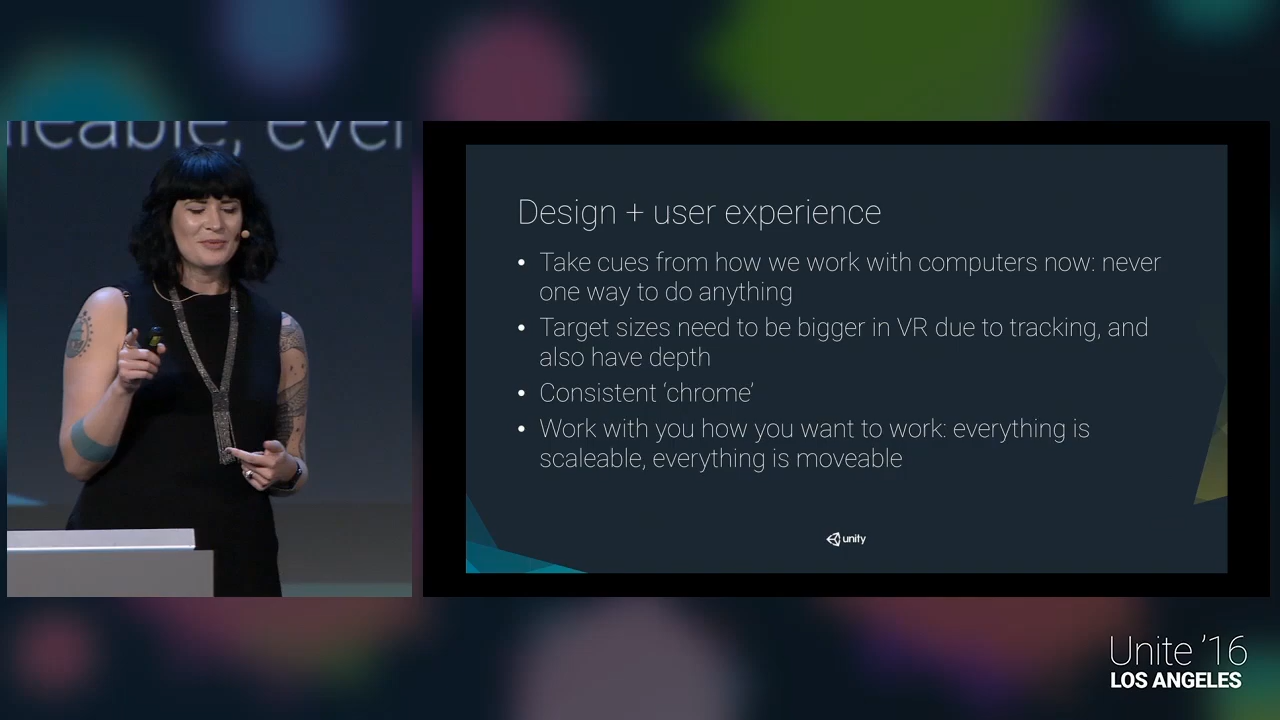 Design + user experience
• Take cues from how we work with computers now: never
one way to do anything
• Target sizes need to be bigger in VR due to tracking, and
also have depth
• Consistent ‘chrome’
• Work with you how you want to work: everything is
scaleable, everything is moveable
unity
Unite ’16
LOS ANGELES